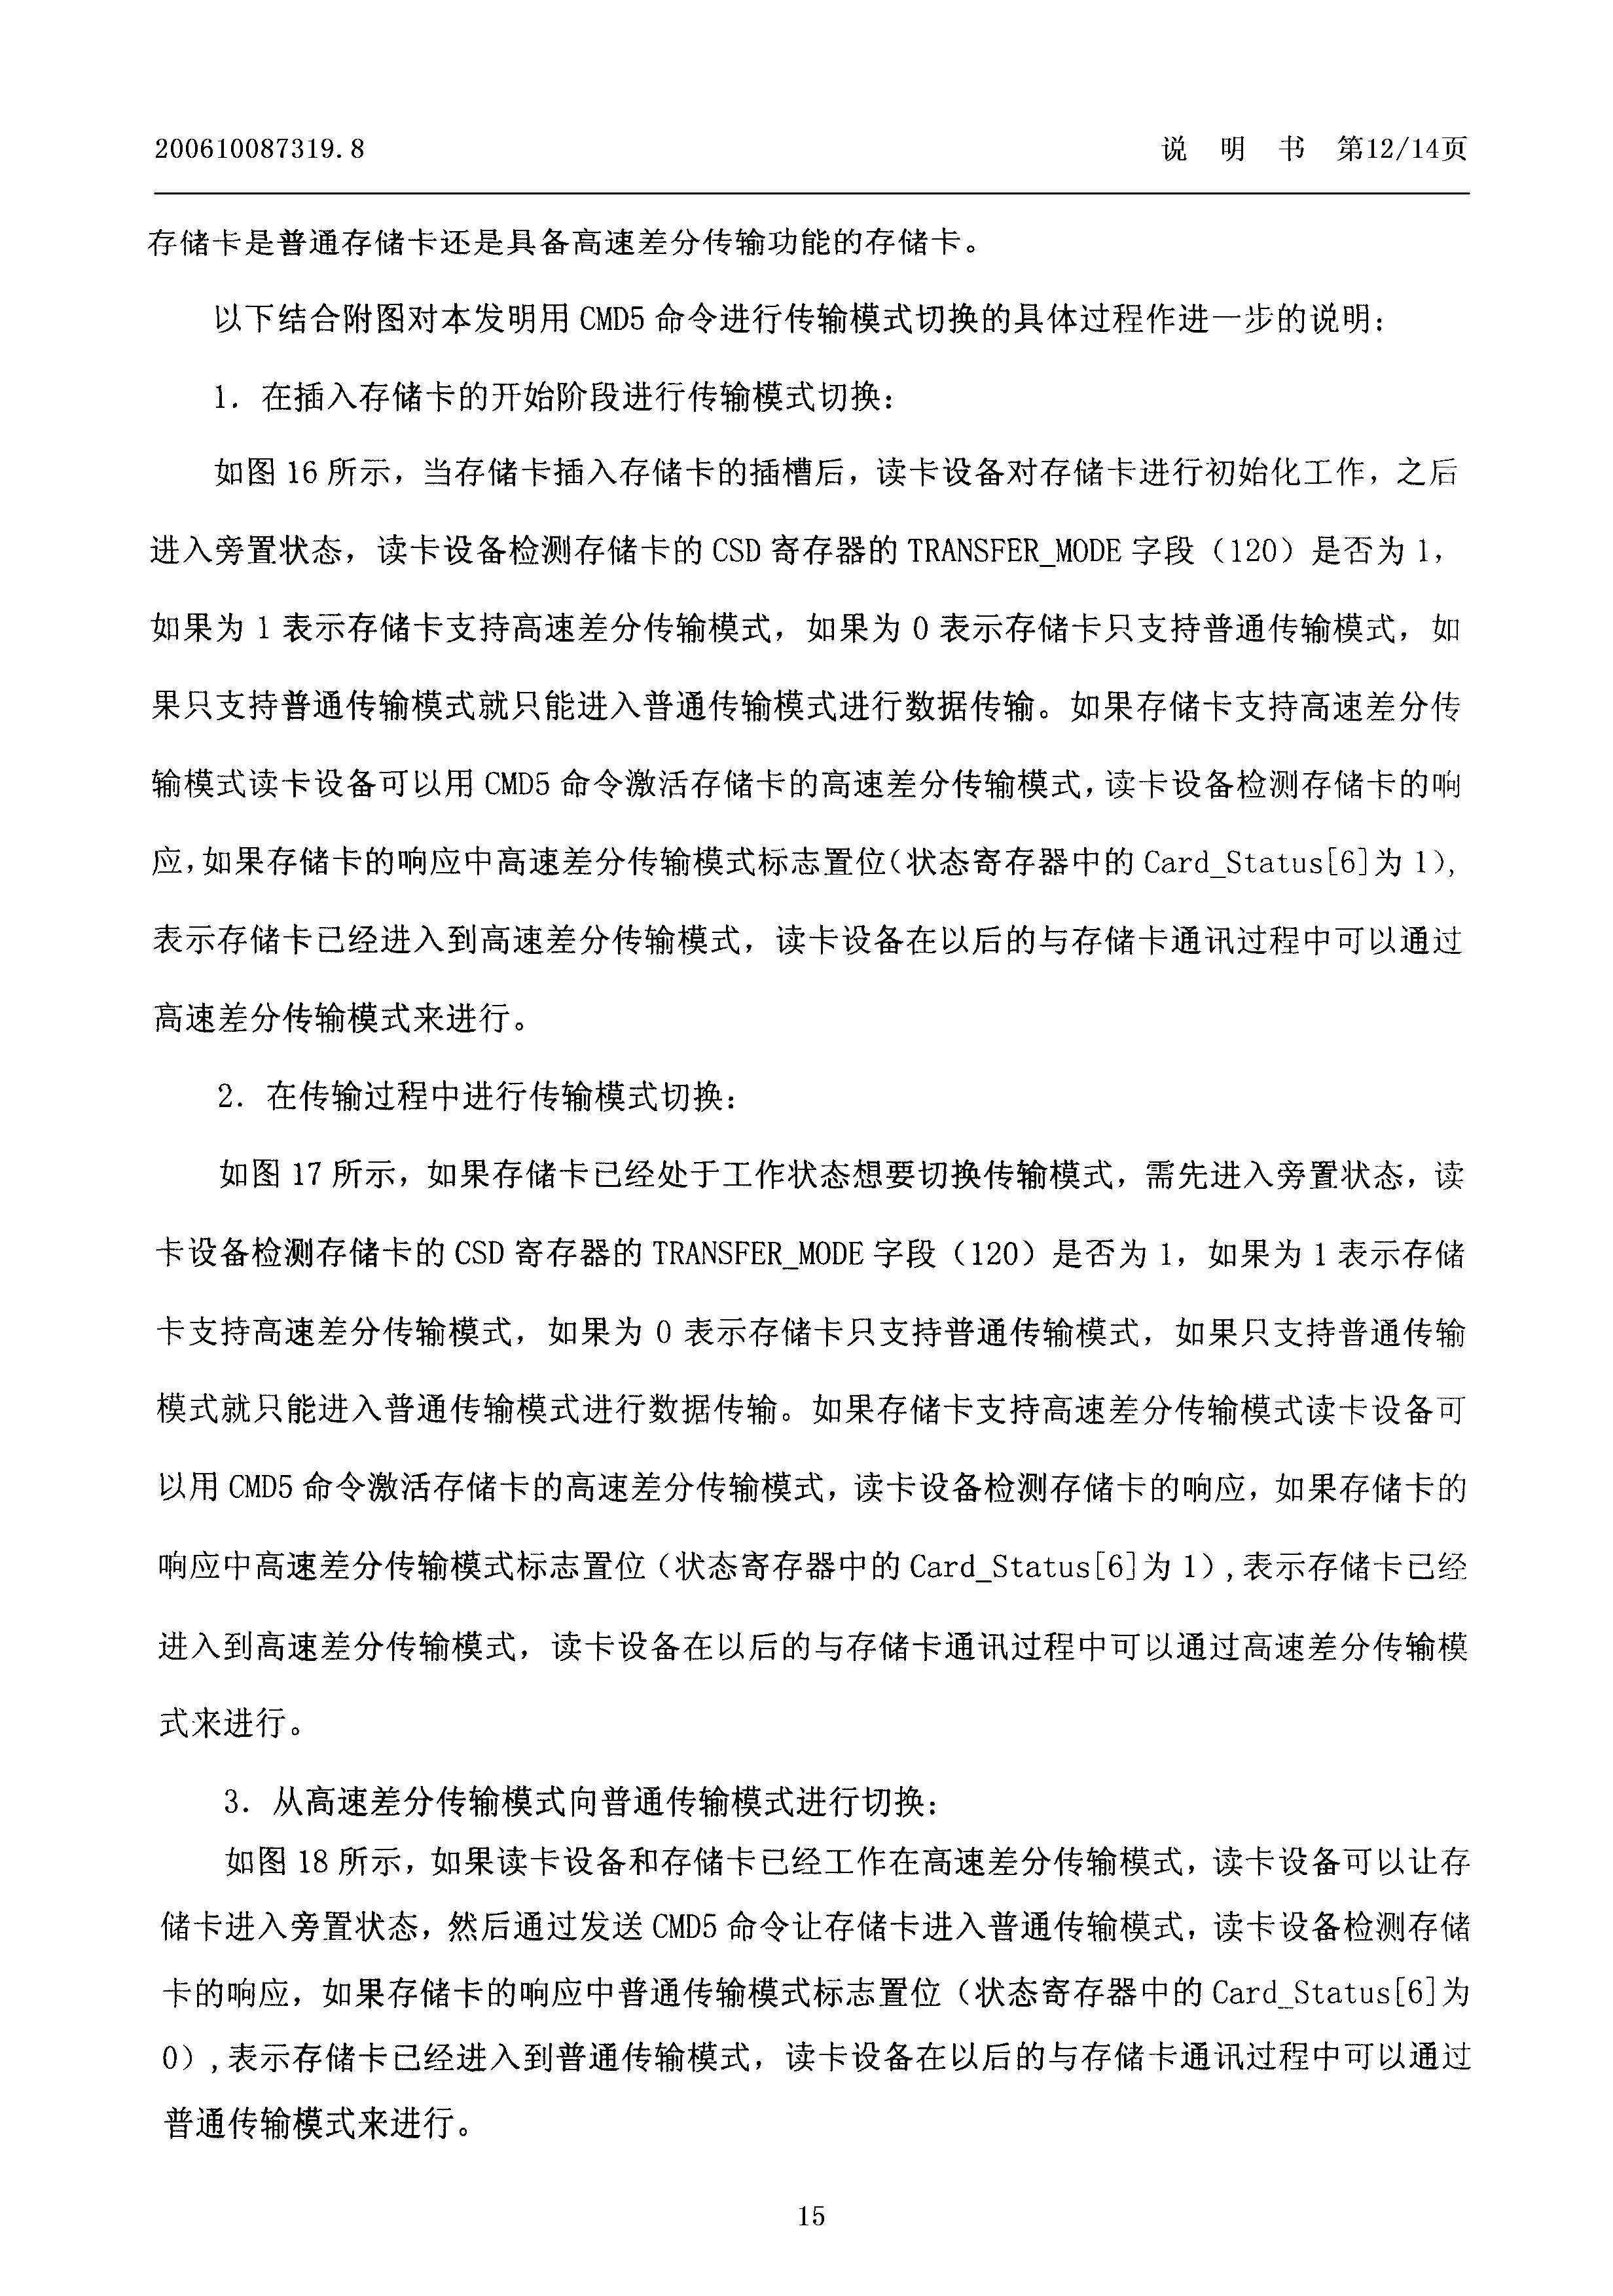 200610087319.8 说 明 书 第12/14页
存储卡是普通存储卡还是具备高速差分传输功能的存储卡。
以下结合附图对本发明用 CMD5 命令进行传输模式切换的具体过程作进一步的说明：
1. 在插入存储卡的开始阶段进行传输模式切换：
如图 16 所示，当存储卡插入存储卡的插槽后，读卡设备对存储卡进行初始化工作，之后
进入旁置状态，读卡设备检测存储卡的 CSD 寄存器的 TRANSFER_MODE 字段（120）是否为 1，
如果为 1 表示存储卡支持高速差分传输模式，如果为 0 表示存储卡只支持普通传输模式，如
果只支持普通传输模式就只能进入普通传输模式进行数据传输。如果存储卡支持高速差分传
输模式读卡设备可以用 CMD5 命令激活存储卡的高速差分传输模式，读卡设备检测存储卡的响
应，如果存储卡的响应中高速差分传输模式标志置位（状态寄存器中的 Card_Status[6]为 1），
表示存储卡已经进入到高速差分传输模式，读卡设备在以后的与存储卡通讯过程中可以通过
高速差分传输模式来进行。
2. 在传输过程中进行传输模式切换：
如图 17 所示，如果存储卡已经处于工作状态想要切换传输模式，需先进入旁置状态，读
卡设备检测存储卡的 CSD 寄存器的 TRANSFER_MODE 字段（120）是否为 1，如果为 1 表示存储
卡支持高速差分传输模式，如果为 0 表示存储卡只支持普通传输模式，如果只支持普通传输
模式就只能进入普通传输模式进行数据传输。如果存储卡支持高速差分传输模式读卡设备可
以用 CMD5 命令激活存储卡的高速差分传输模式，读卡设备检测存储卡的响应，如果存储卡的
响应中高速差分传输模式标志置位（状态寄存器中的 Card_Status[6]为 1）,表示存储卡已经
进入到高速差分传输模式，读卡设备在以后的与存储卡通讯过程中可以通过高速差分传输模
式来进行。
3. 从高速差分传输模式向普通传输模式进行切换：
如图 18 所示，如果读卡设备和存储卡已经工作在高速差分传输模式，读卡设备可以让存
储卡进入旁置状态，然后通过发送 CMD5 命令让存储卡进入普通传输模式，读卡设备检测存储
卡的响应，如果存储卡的响应中普通传输模式标志置位（状态寄存器中的 Card_Status[6]为
0）,表示存储卡已经进入到普通传输模式，读卡设备在以后的与存储卡通讯过程中可以通过
普通传输模式来进行。
15